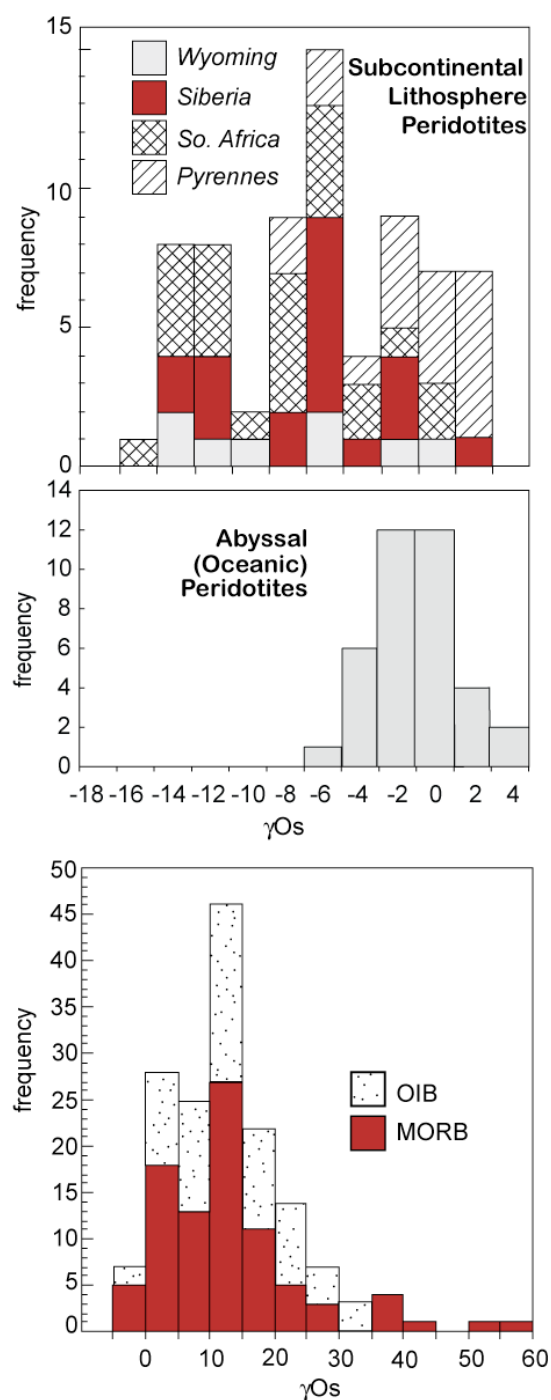 15
Wyoming
Siberia
So. Africa
Pyrennes
Subcontinental
Lithosphere
Peridotites
10
5
0
frequency
14
12
10
8
6
4
2
0
frequency
Abyssal
(Oceanic)
Peridotites
-18 -16 -14 -12 -10 -8 -6 -4 -2 0 2 4
γOs
50
45
40
35
30
25
20
15
10
5
0
frequency
OIB
MORB
0 10 20 30 40 50 60
γOs